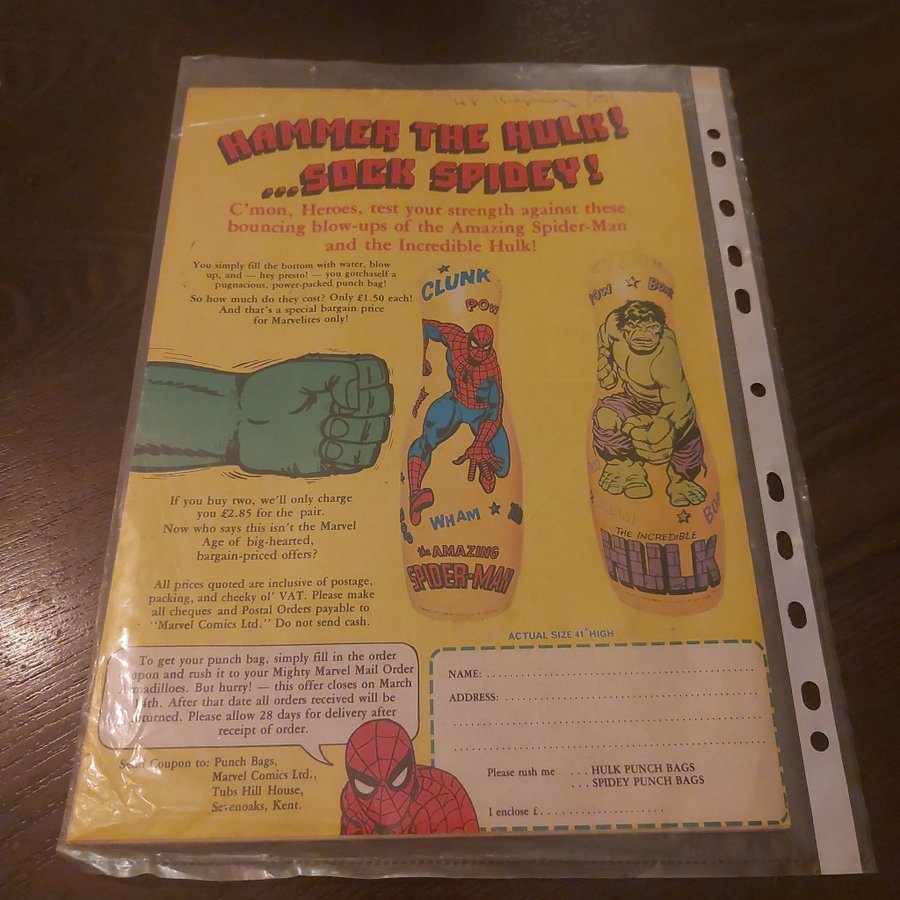 HAMMER THE HULK!
...SOCK SPIDEY!
C'mon, Heroes, test your strength against these
bouncing blow-ups of the Amazing Spider-Man
and the Incredible Hulk!
You simply fill the bottom with water, blow
up, and — hey presto! — you gotchaself a
pugnacious, power-packed punch bag!
So how much do they cost? Only £1.50 each!
And that's a special bargain price
for Marvelites only!
CLUNK
POW
WHAM
the AMAZING
SPIDER-MAN
POW
THE INCREDIBLE
HULK
If you buy two, we'll only charge
you £2.85 for the pair.
Now who says this isn't the Marvel
Age of big-hearted,
bargain-priced offers?
All prices quoted are inclusive of postage,
packing, and cheeky ol' VAT. Please make
all cheques and Postal Orders payable to
"Marvel Comics Ltd." Do not send cash.
ACTUAL SIZE 41" HIGH
To get your punch bag, simply fill in the order
and rush it to your Mighty Marvel Mail Order
But hurry! — this offer closes on March
After that date all orders received will be
Please allow 28 days for delivery after
receipt of order.
Send Coupon to: Punch Bags,
Marvel Comics Ltd.,
Tubs Hill House,
Sevenoaks, Kent.
NAME:
ADDRESS:
Please rush me ...HULK PUNCH BAGS
...SPIDEY PUNCH BAGS
I enclose £